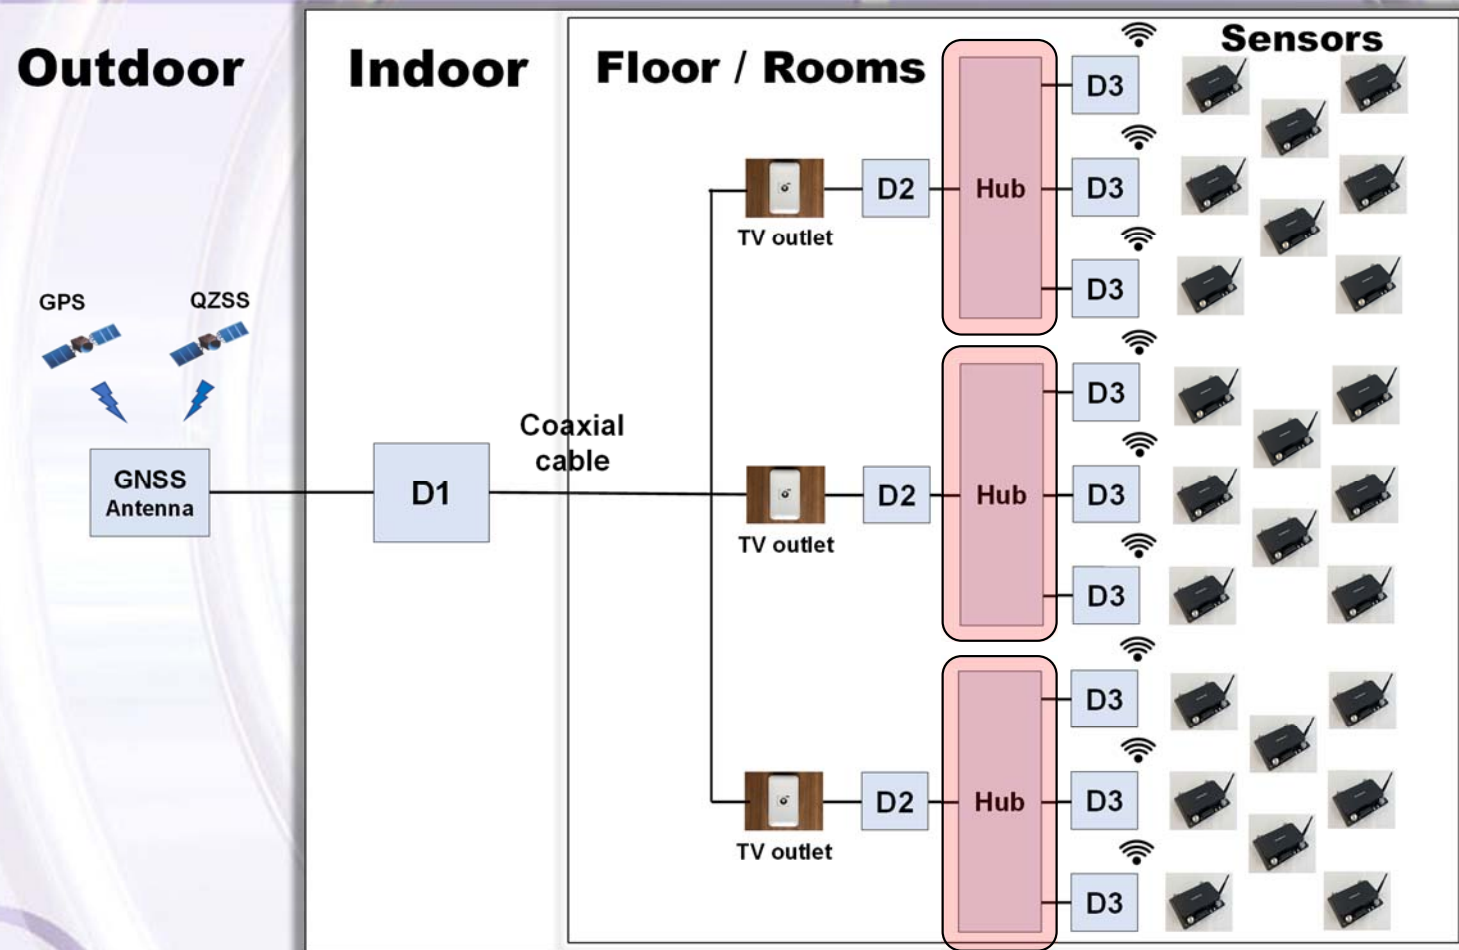 Outdoor
Indoor
Floor / Rooms
Sensors
GPS
QZSS
GNSS
Antenna
D1
Coaxial
cable
TV outlet
D2
Hub
D3
D3
D3
TV outlet
D2
Hub
D3
D3
D3
TV outlet
D2
Hub
D3
D3
D3